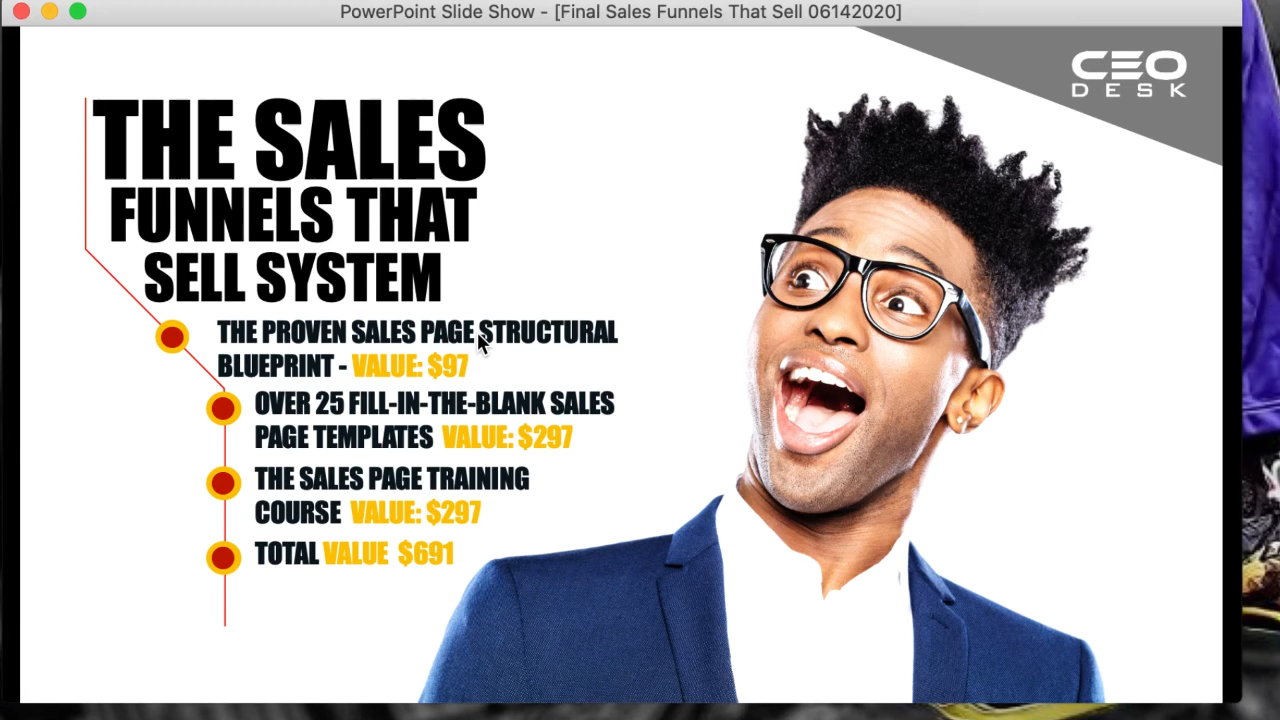 PowerPoint Slide Show - [Final Sales Funnels That Sell 06142020]
CEO
DESK
THE SALES
FUNNELS THAT
SELL SYSTEM
THE PROVEN SALES PAGE STRUCTURAL
BLUEPRINT - VALUE: $97
OVER 25 FILL-IN-THE-BLANK SALES
PAGE TEMPLATES VALUE: $297
THE SALES PAGE TRAINING
COURSE VALUE: $297
TOTAL VALUE $691